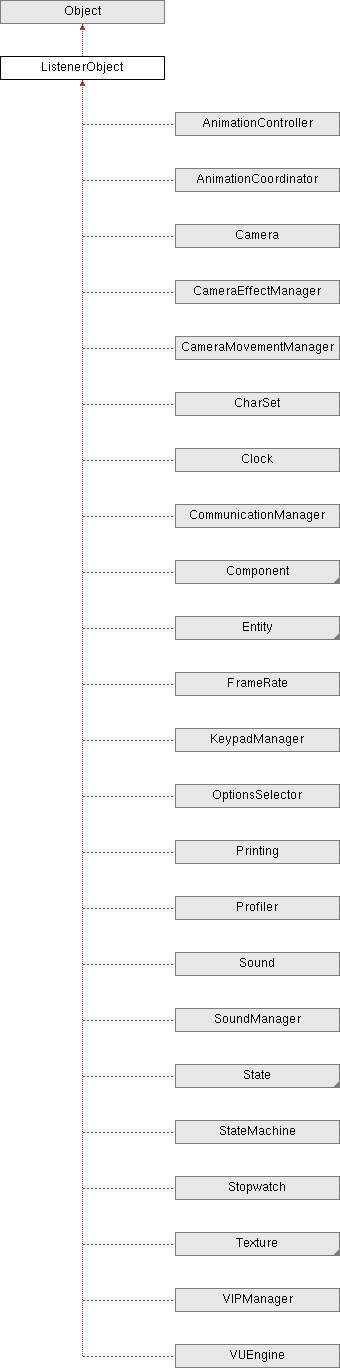 Object
ListenerObject
AnimationController
AnimationCoordinator
Camera
CameraEffectManager
CameraMovementManager
CharSet
Clock
CommunicationManager
Component
Entity
FrameRate
KeypadManager
OptionsSelector
Printing
Profiler
Sound
SoundManager
State
StateMachine
Stopwatch
Texture
VIPManager
VUEngine